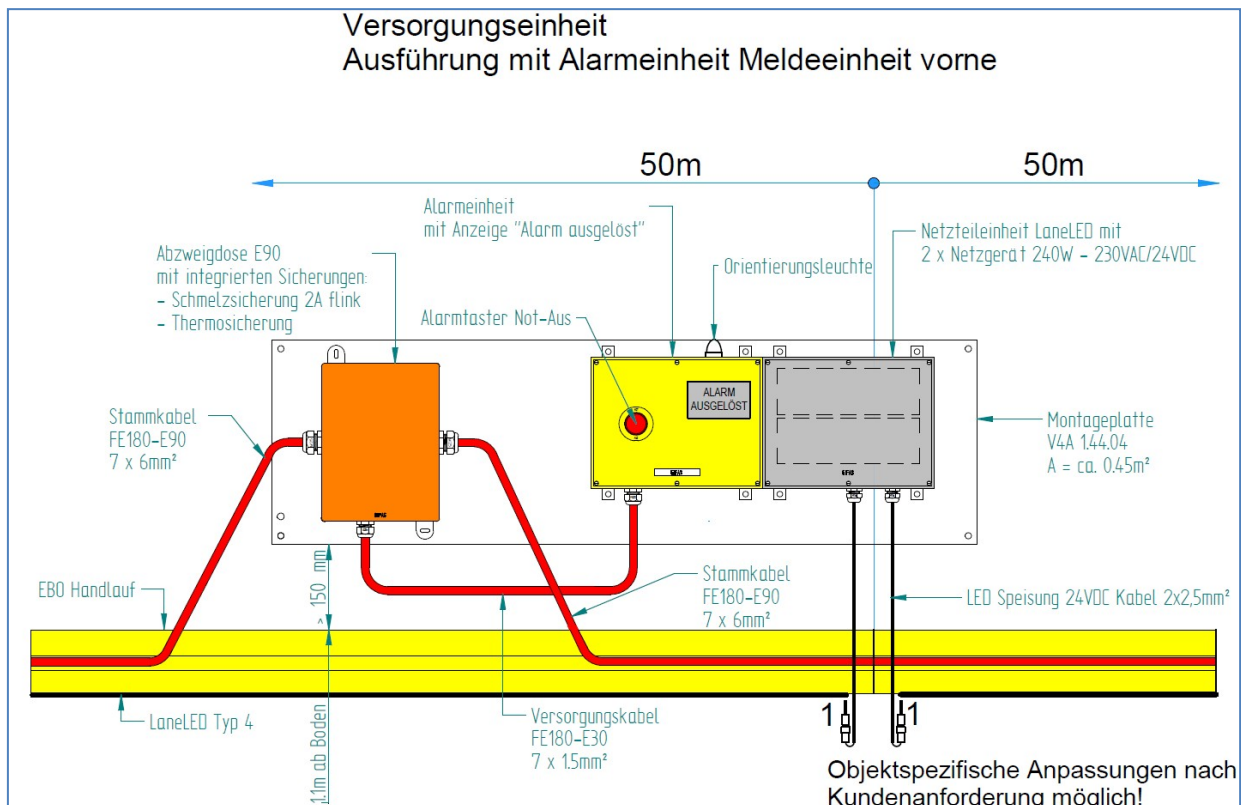 Versorgungseinheit
Ausführung mit Alarmeinheit Meldeeinheit vorne
50m
50m
Alarmeinheit
mit Anzeige "Alarm ausgelöst"
Netzteileinheit LaneLED mit
2 x Netzgerät 240W - 230VAC/24VDC
Abzweigdose E90
mit integrierten Sicherungen:
- Schmelzsicherung 2A flink
- Thermosicherung
Orientierungsleuchte
Alarmtaster Not-Aus
ALARM
AUSGELÖST
Stammkabel
FE180-E90
7 x 6mm²
Montageplatte
V4A 1.44.04
A = ca. 0.45m²
> 150 mm
EBO Handlauf
Stammkabel
FE180-E90
7 x 6mm²
LED Speisung 24VDC Kabel 2x2,5mm²
LaneLED Typ 4
Versorgungskabel
FE180-E30
7 x 1.5mm²
1.1m ab Boden
1
1
Objektspezifische Anpassungen nach
Kundenanforderung möglich!